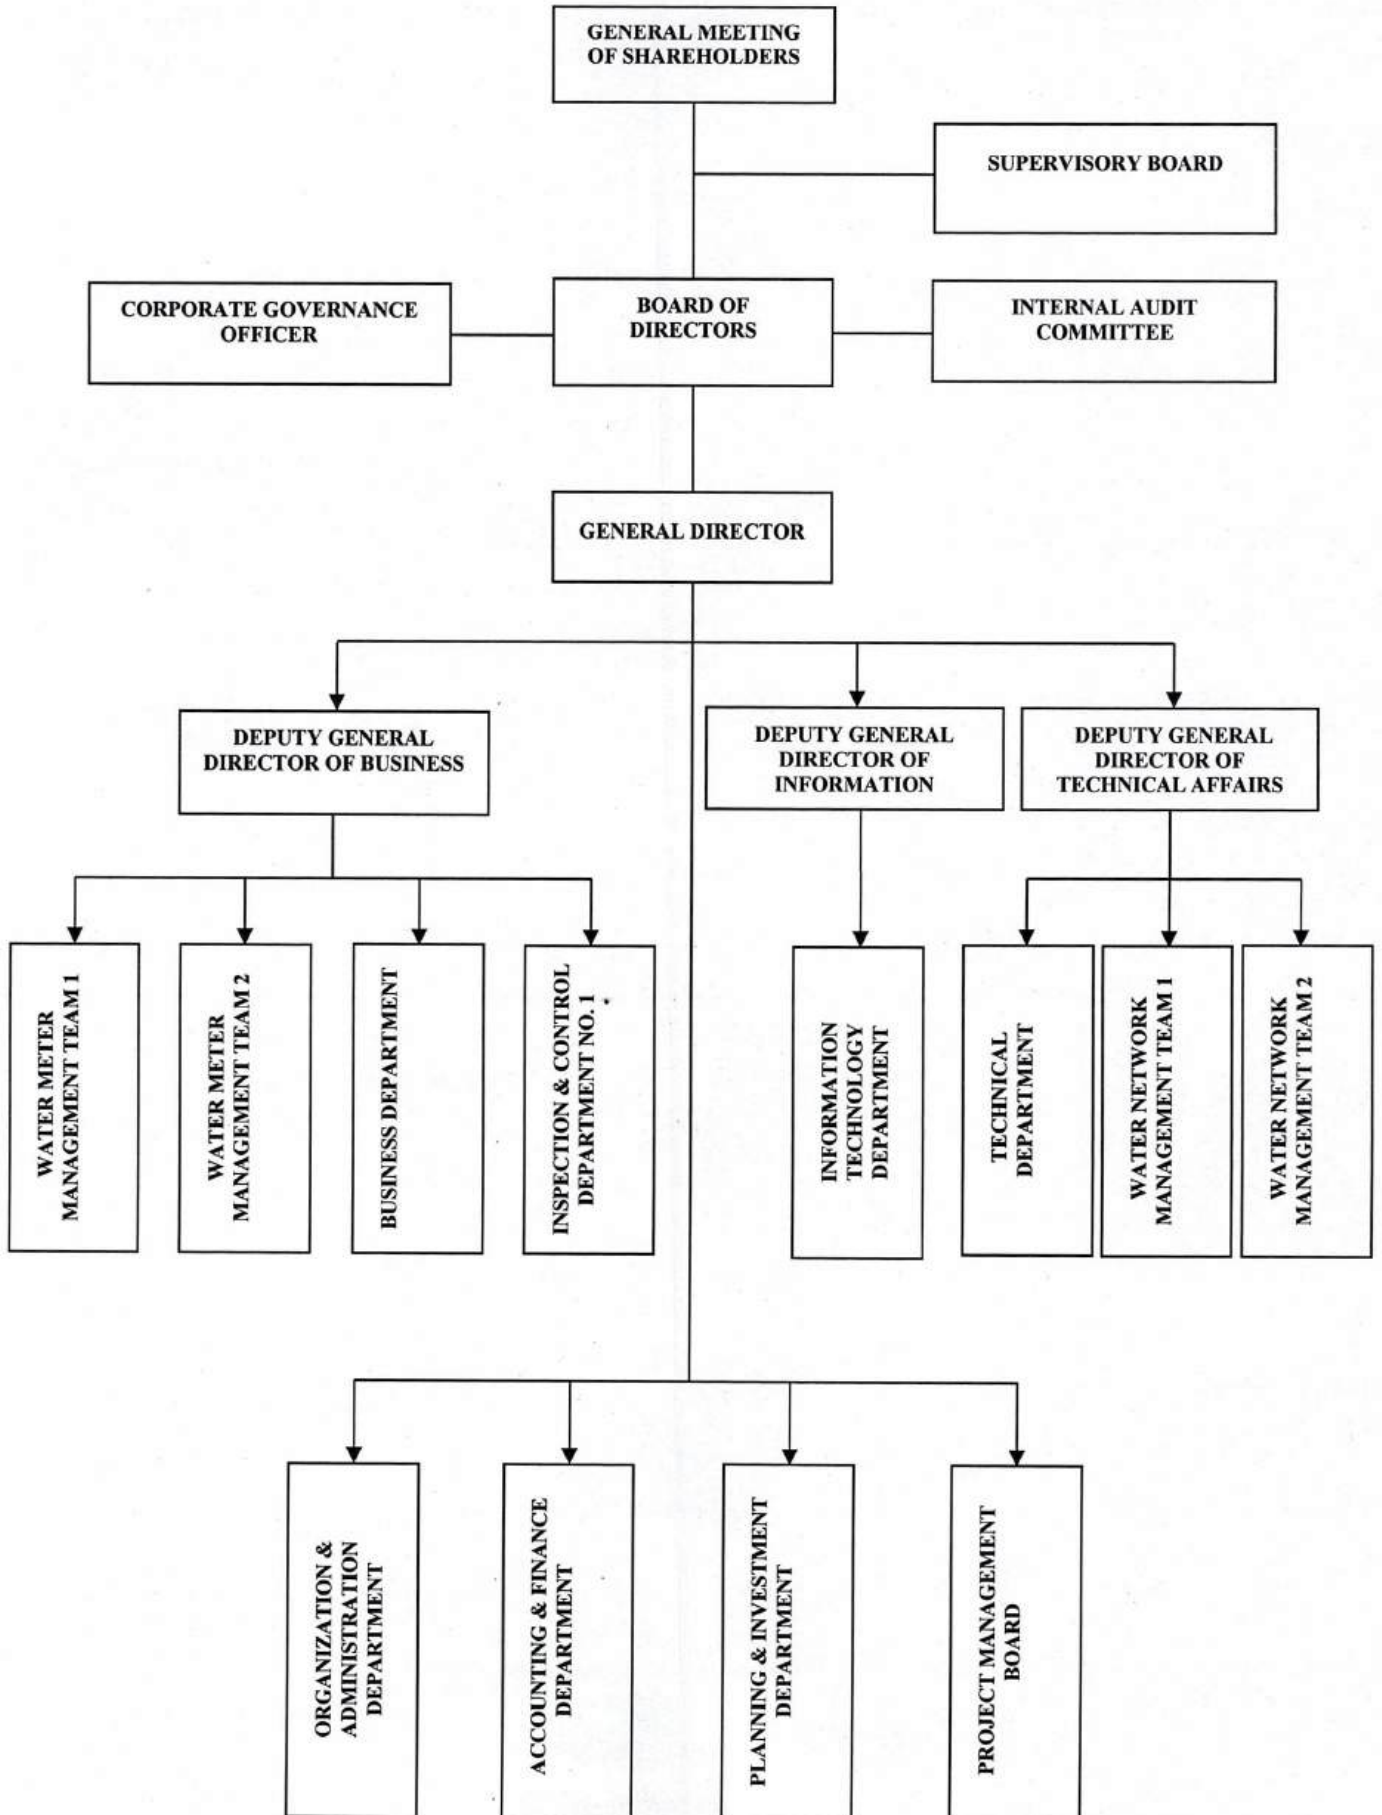 GENERAL MEETING
OF SHAREHOLDERS
SUPERVISORY BOARD
CORPORATE GOVERNANCE
OFFICER
BOARD OF
DIRECTORS
INTERNAL AUDIT
COMMITTEE
GENERAL DIRECTOR
DEPUTY GENERAL
DIRECTOR OF BUSINESS
DEPUTY GENERAL
DIRECTOR OF
INFORMATION
DEPUTY GENERAL
DIRECTOR OF
TECHNICAL AFFAIRS
WATER METER
MANAGEMENT TEAM 1
WATER METER
MANAGEMENT TEAM 2
BUSINESS DEPARTMENT
INSPECTION & CONTROL
DEPARTMENT NO. 1
INFORMATION
TECHNOLOGY
DEPARTMENT
TECHNICAL
DEPARTMENT
WATER NETWORK
MANAGEMENT TEAM 1
WATER NETWORK
MANAGEMENT TEAM 2
ORGANIZATION &
ADMINISTRATION
DEPARTMENT
ACCOUNTING & FINANCE
DEPARTMENT
PLANNING & INVESTMENT
DEPARTMENT
PROJECT MANAGEMENT
BOARD